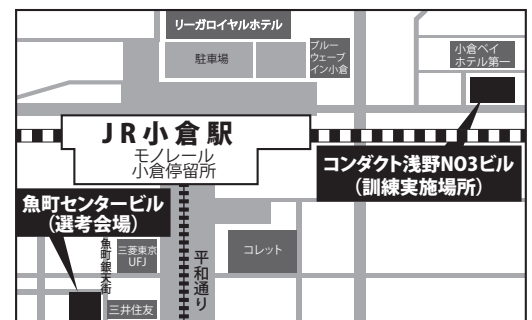 リーガロイヤルホテル
駐車場
ブルー
ウェーブ
イン小倉
小倉ベイ
ホテル第一
JR小倉駅
モノレール
小倉停留所
コンダクト浅野NO3ビル
(訓練実施場所)
魚町センタービル
(選考会場)
魚町銀天街
三菱東京
UFJ
平和通り
コレット
三井住友